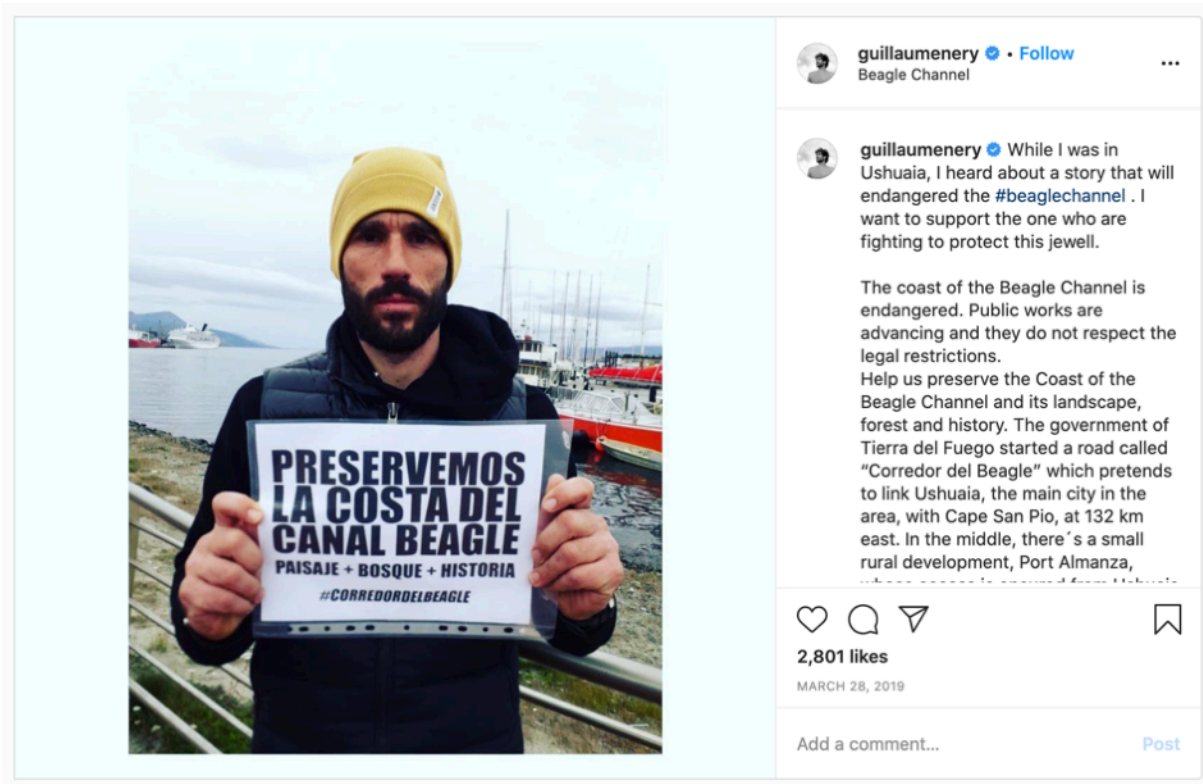 guillaumenery • Follow
Beagle Channel
...
guillaumenery While I was in
Ushuaia, I heard about a story that will
endangered the #beaglechannel . I
want to support the one who are
fighting to protect this jewell.
The coast of the Beagle Channel is
endangered. Public works are
advancing and they do not respect the
legal restrictions.
Help us preserve the Coast of the
Beagle Channel and its landscape,
forest and history. The government of
Tierra del Fuego started a road called
“Corredor del Beagle” which pretends
to link Ushuaia, the main city in the
area, with Cape San Pio, at 132 km
east. In the middle, there´s a small
rural development, Port Almanza,
PRESERVEMOS
LA COSTA DEL
CANAL BEAGLE
PAISAJE + BOSQUE + HISTORIA
#CORREDORDELBEAGLE
2,801 likes
MARCH 28, 2019
Add a comment...
Post